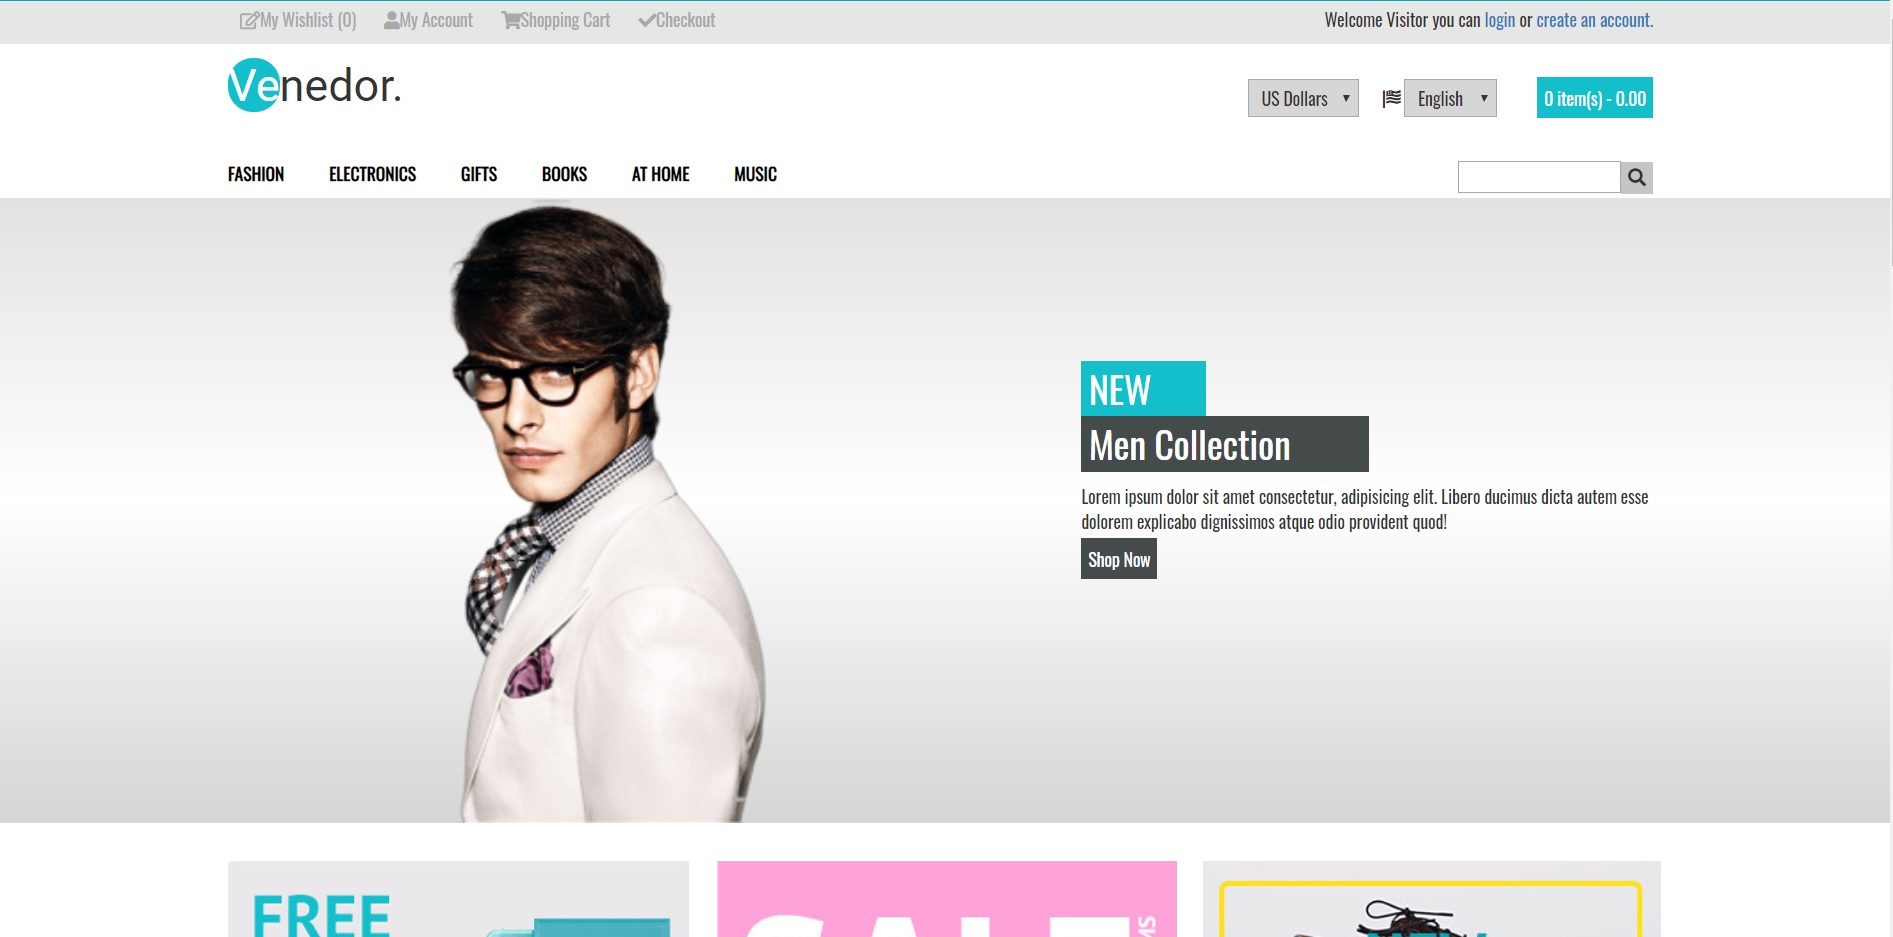 My Wishlist (0) My Account Shopping Cart Checkout Welcome Visitor you can login or create an account.
Venedor.
US Dollars English 0 item(s) - 0.00
FASHION ELECTRONICS GIFTS BOOKS AT HOME MUSIC
NEW
Men Collection
Lorem ipsum dolor sit amet consectetur, adipisicing elit. Libero ducimus dicta autem esse
dolorem explicabo dignissimos atque odio provident quod!
Shop Now
FREE
SALE